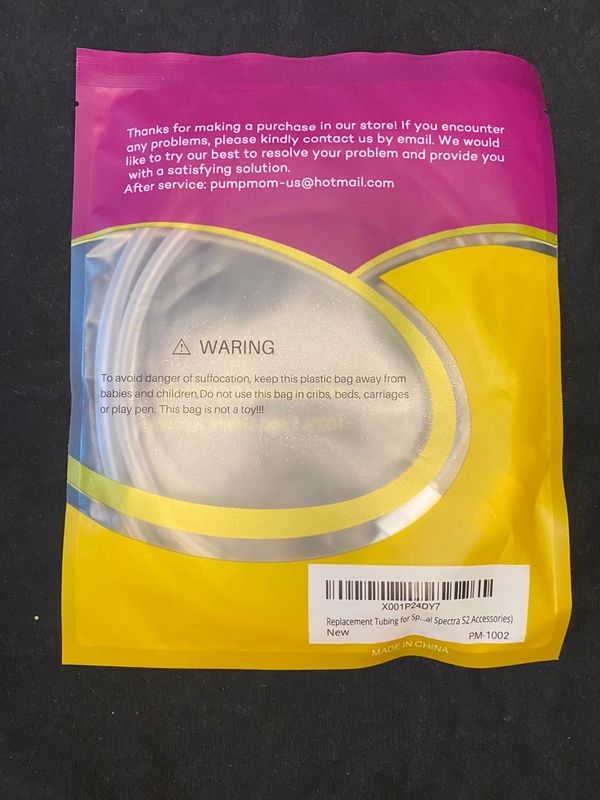 Thanks for making a purchase in our store! If you encounter
any problems, please kindly contact us by email. We would
like to try our best to resolve your problem and provide you
with a satisfying solution.
After service: pumpmom-us@hotmail.com
WARING
To avoid danger of suffocation, keep this plastic bag away from
babies and children,Do not use this bag in cribs, beds, carriages
or play pen. This bag is not a toy!!!
X001P24DY7
Replacement Tubing for Sp...al Spectra S2 Accessories)
New PM-1002
MADE IN CHINA